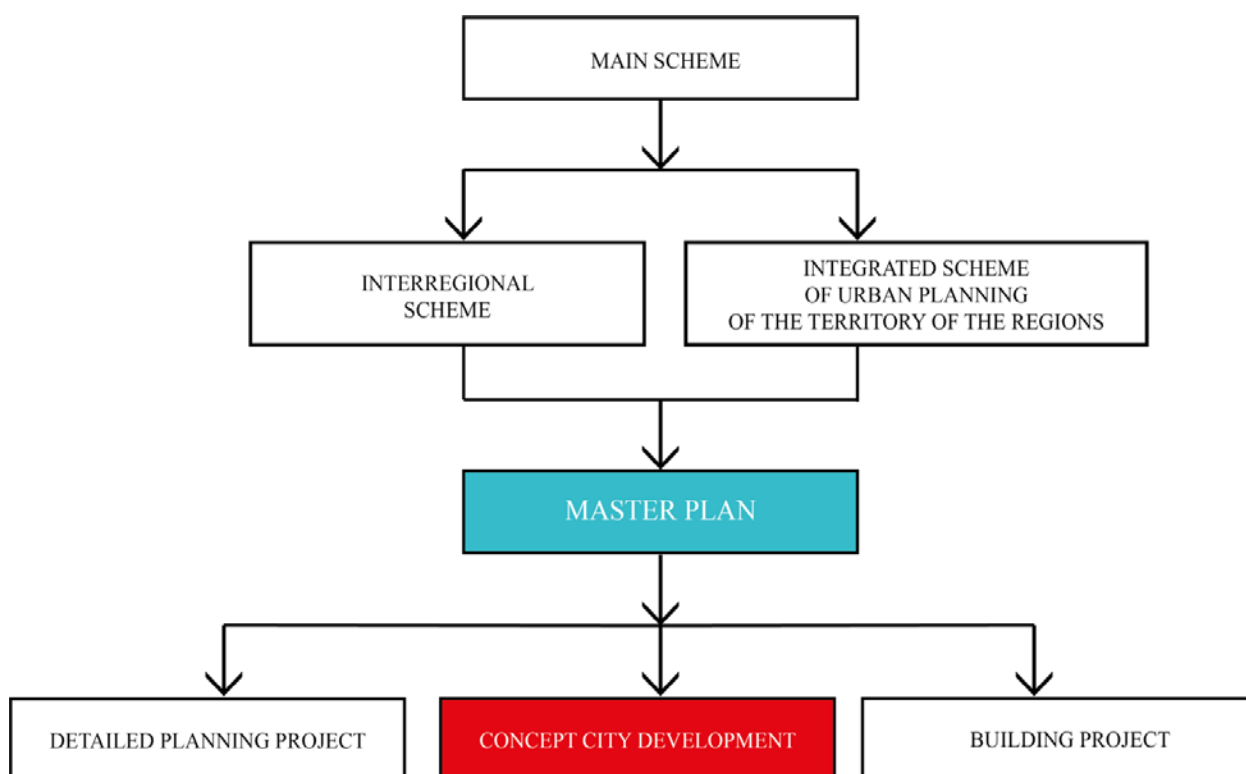 MAIN SCHEME
INTERREGIONAL
SCHEME
INTEGRATED SCHEME
OF URBAN PLANNING
OF THE TERRITORY OF THE REGIONS
MASTER PLAN
DETAILED PLANNING PROJECT
CONCEPT CITY DEVELOPMENT
BUILDING PROJECT